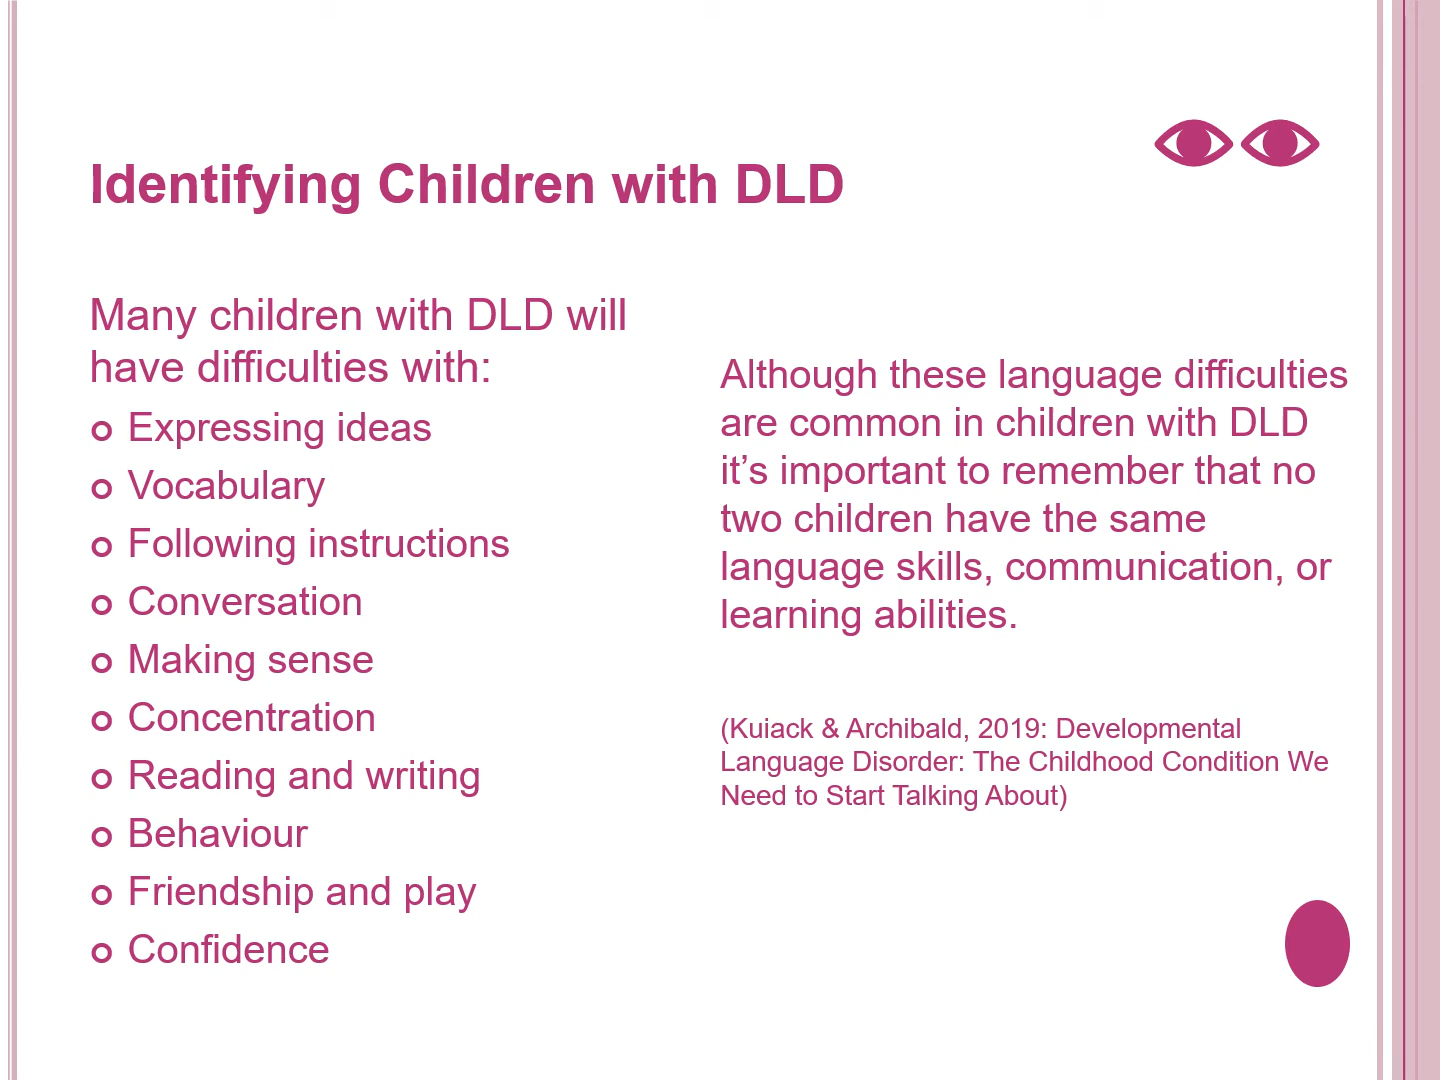 Identifying Children with DLD
Many children with DLD will
have difficulties with:
Expressing ideas
Vocabulary
Following instructions
Conversation
Making sense
Concentration
Reading and writing
Behaviour
Friendship and play
Confidence
Although these language difficulties
are common in children with DLD
it’s important to remember that no
two children have the same
language skills, communication, or
learning abilities.
(Kuiack & Archibald, 2019: Developmental
Language Disorder: The Childhood Condition We
Need to Start Talking About)